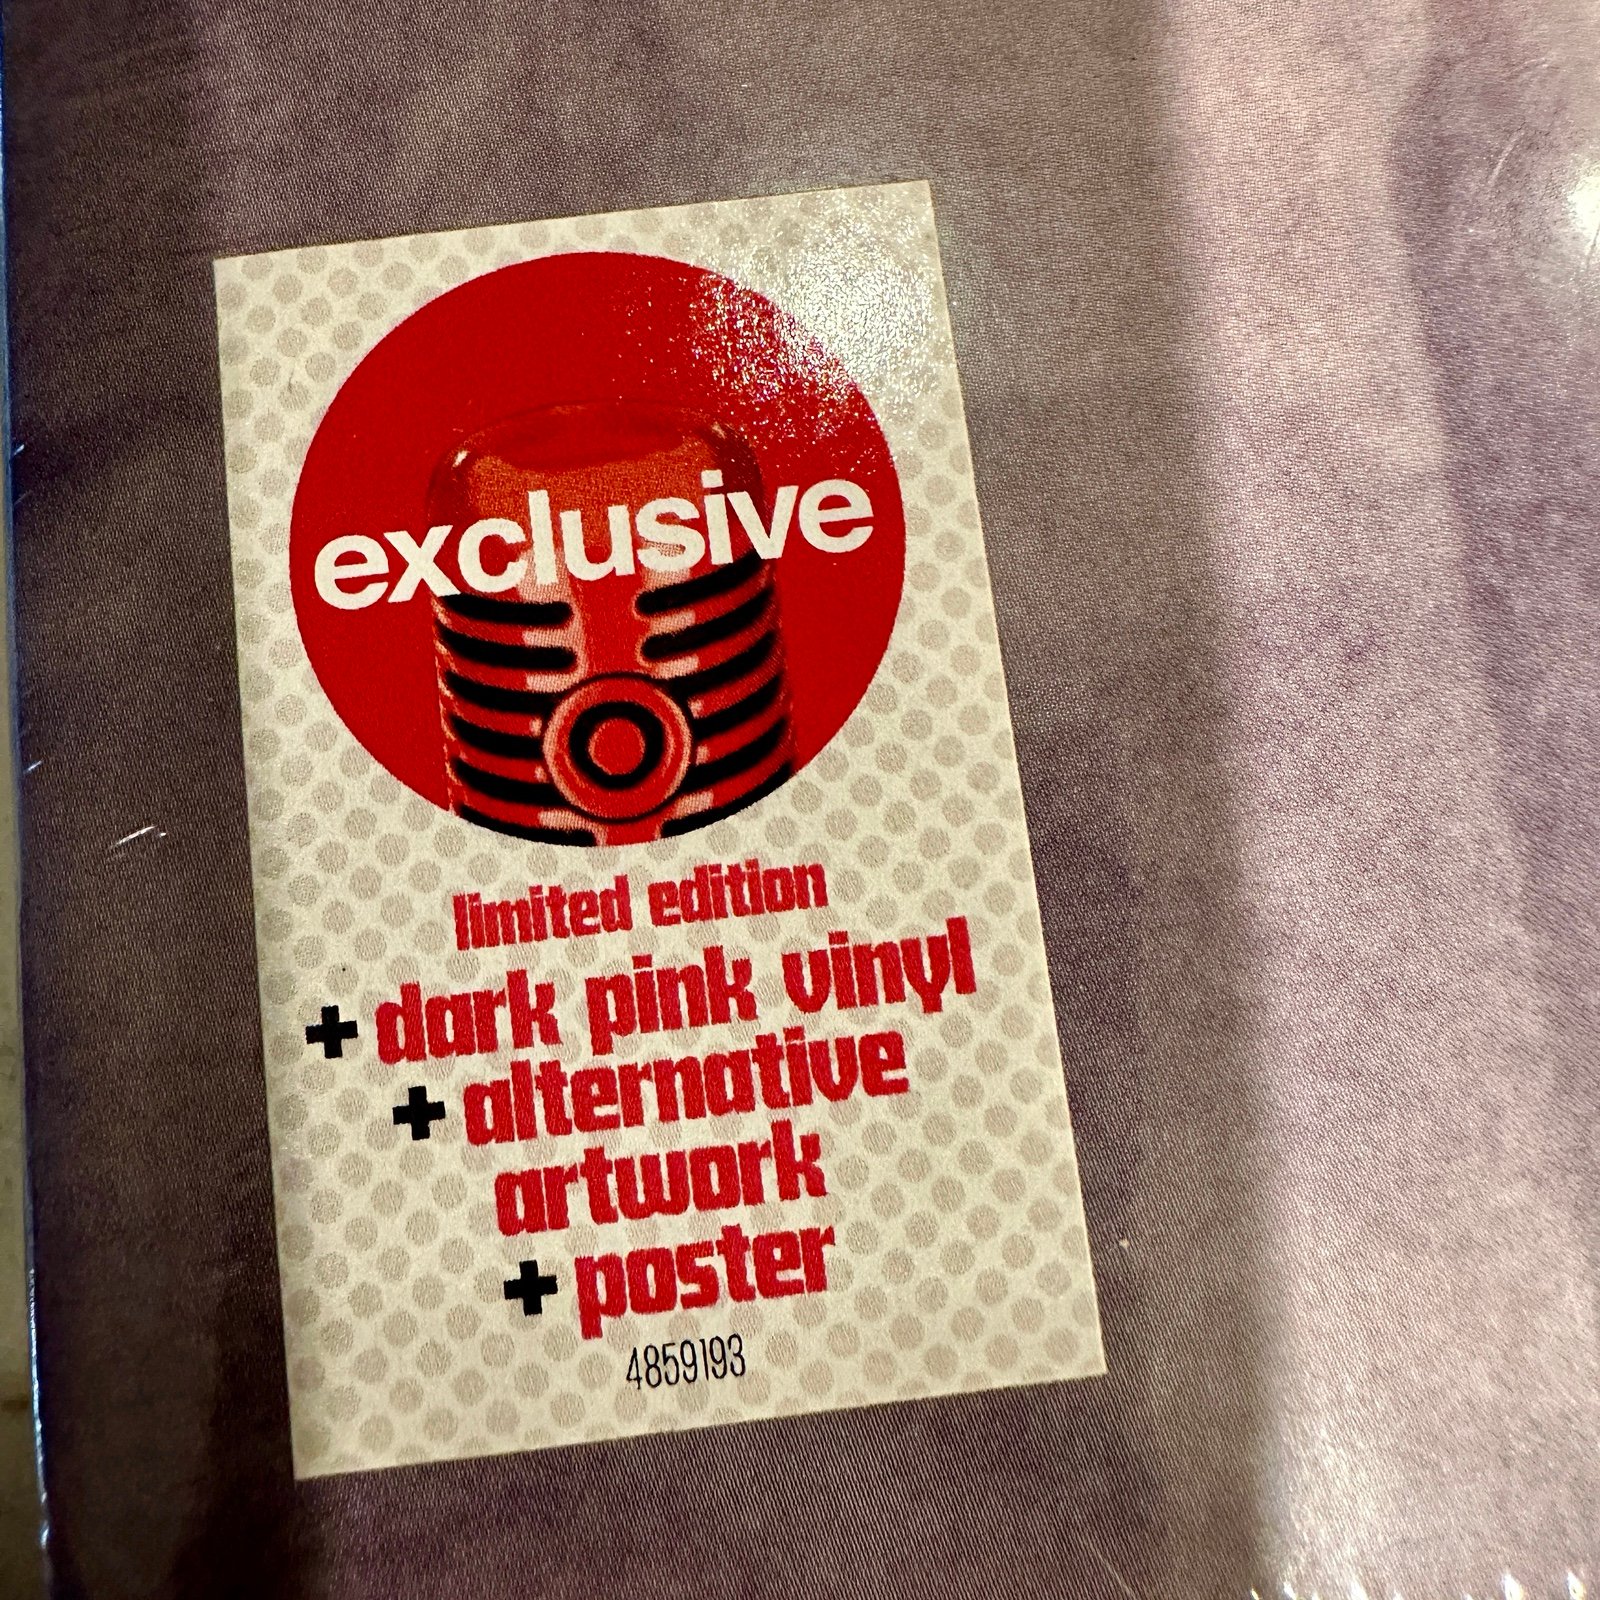 exclusive
limited edition
+ dark pink vinyl
+ alternative
artwork
+ poster
4859193